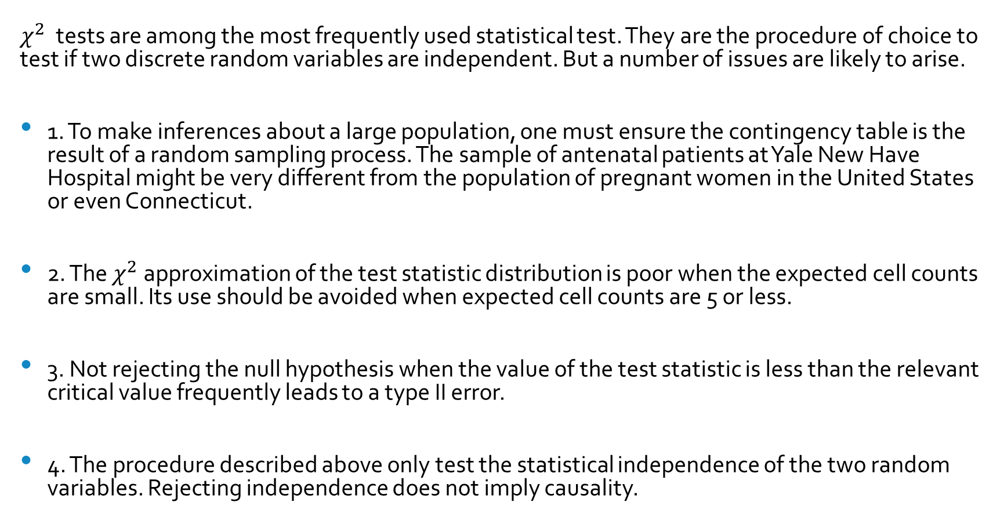 χ² tests are among the most frequently used statistical test. They are the procedure of choice to
test if two discrete random variables are independent. But a number of issues are likely to arise.
• 1. To make inferences about a large population, one must ensure the contingency table is the
result of a random sampling process. The sample of antenatal patients at Yale New Have
Hospital might be very different from the population of pregnant women in the United States
or even Connecticut.
• 2. The χ² approximation of the test statistic distribution is poor when the expected cell counts
are small. Its use should be avoided when expected cell counts are 5 or less.
• 3. Not rejecting the null hypothesis when the value of the test statistic is less than the relevant
critical value frequently leads to a type II error.
• 4. The procedure described above only test the statistical independence of the two random
variables. Rejecting independence does not imply causality.